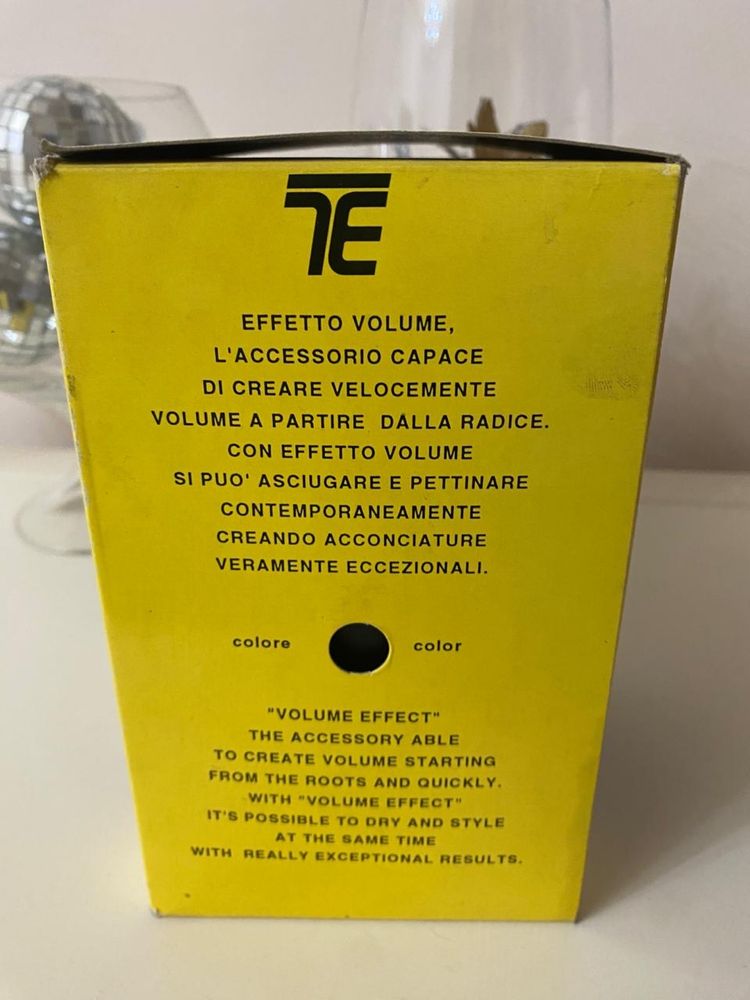 TE
EFFETTO VOLUME,
L'ACCESSORIO CAPACE
DI CREARE VELOCEMENTE
VOLUME A PARTIRE DALLA RADICE.
CON EFFETTO VOLUME
SI PUO' ASCIUGARE E PETTINARE
CONTEMPORANEAMENTE
CREANDO ACCONCIATURE
VERAMENTE ECCEZIONALI.
colore color
"VOLUME EFFECT"
THE ACCESSORY ABLE
TO CREATE VOLUME STARTING
FROM THE ROOTS AND QUICKLY.
WITH "VOLUME EFFECT"
IT'S POSSIBLE TO DRY AND STYLE
AT THE SAME TIME
WITH REALLY EXCEPTIONAL RESULTS.